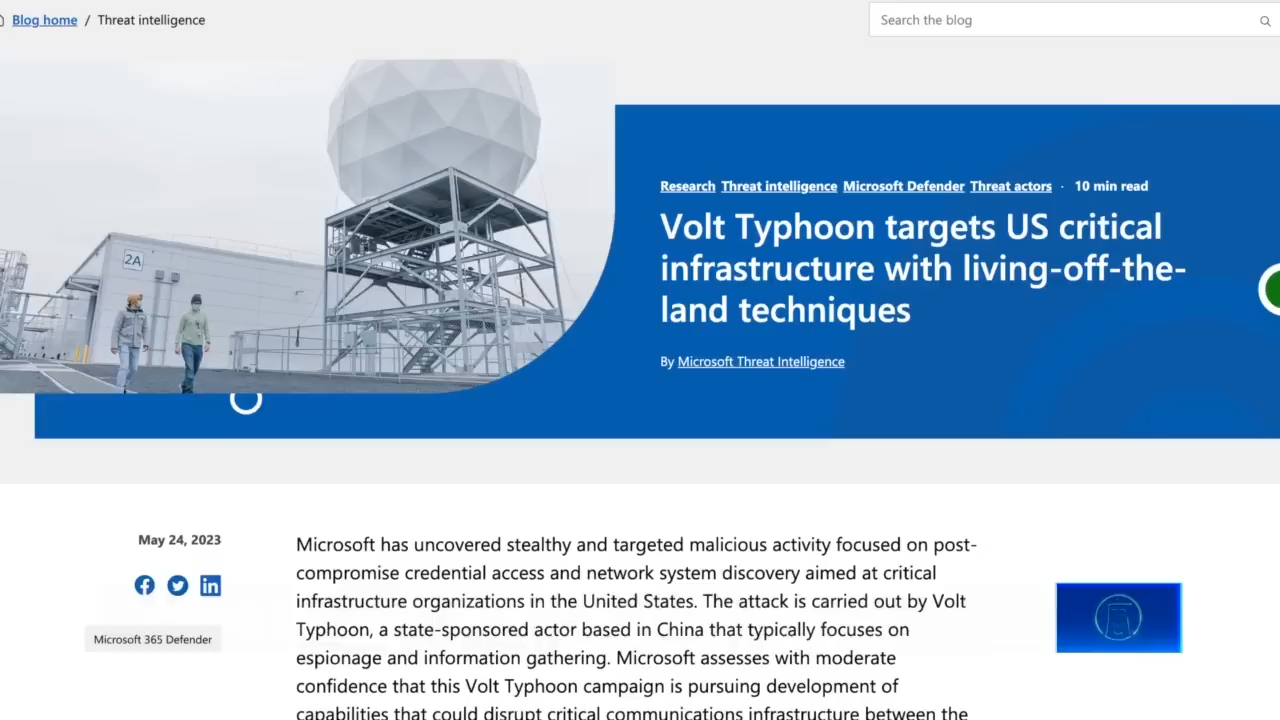 Blog home / Threat intelligence
Search the blog
2A
Research Threat intelligence Microsoft Defender Threat actors · 10 min read
Volt Typhoon targets US critical
infrastructure with living-off-the-
land techniques
By Microsoft Threat Intelligence
May 24, 2023
Microsoft 365 Defender
Microsoft has uncovered stealthy and targeted malicious activity focused on post-
compromise credential access and network system discovery aimed at critical
infrastructure organizations in the United States. The attack is carried out by Volt
Typhoon, a state-sponsored actor based in China that typically focuses on
espionage and information gathering. Microsoft assesses with moderate
confidence that this Volt Typhoon campaign is pursuing development of
capabilities that could disrupt critical communications infrastructure between the